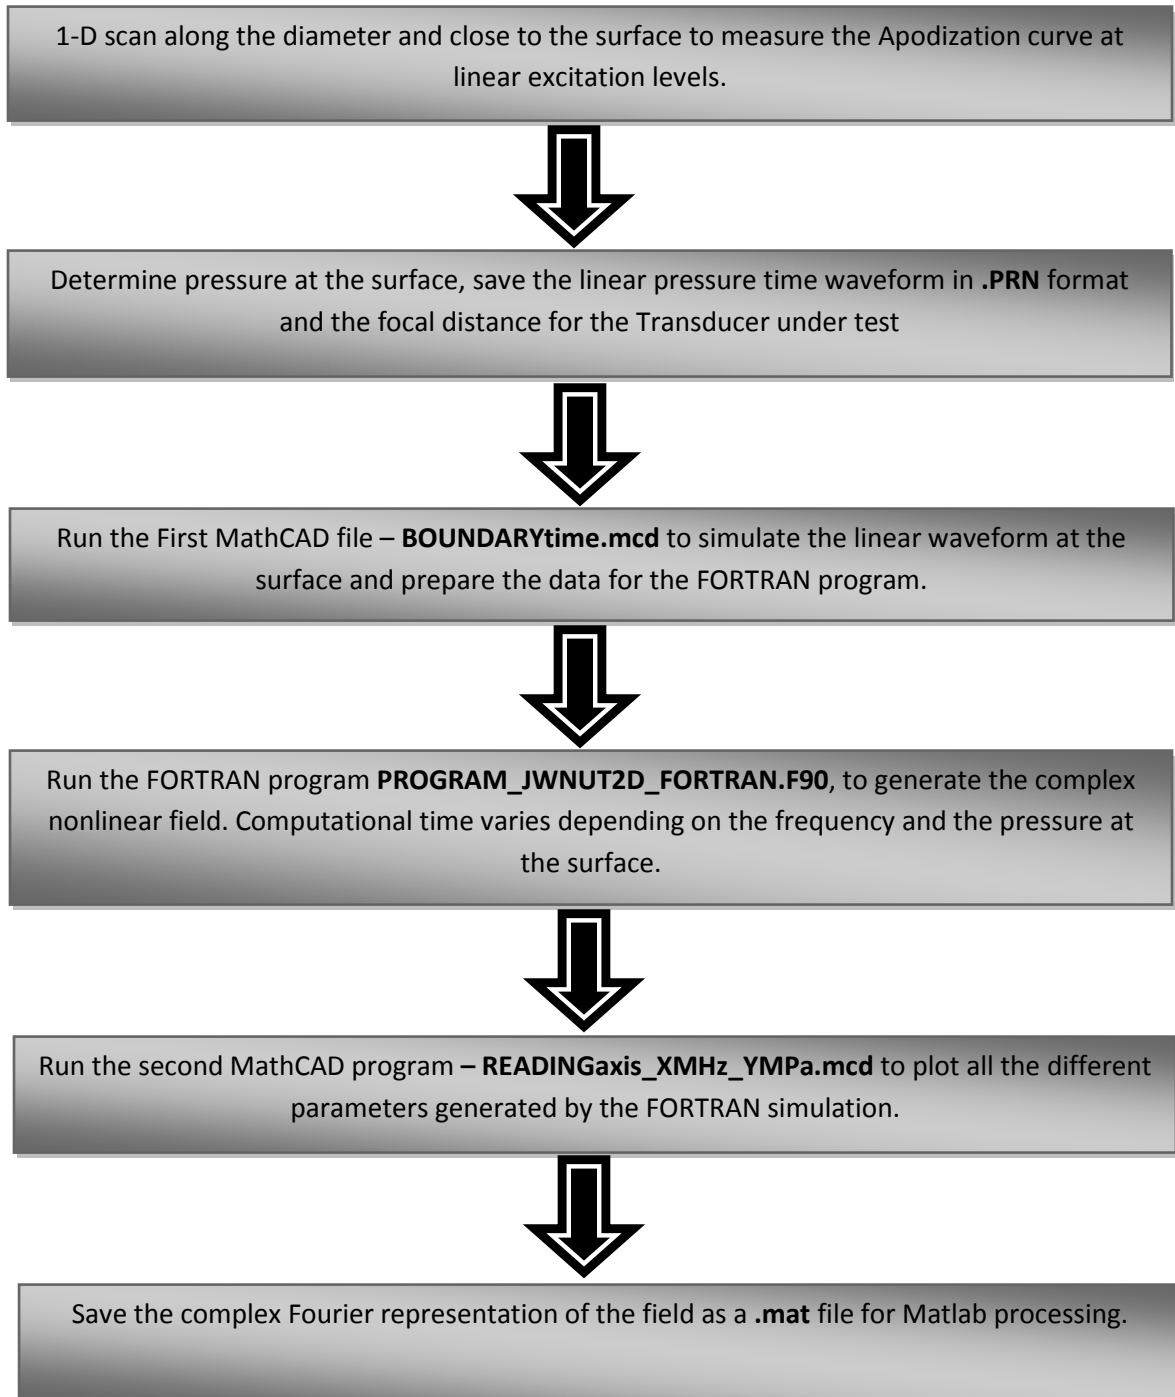 1-D scan along the diameter and close to the surface to measure the Apodization curve at
linear excitation levels.
Determine pressure at the surface, save the linear pressure time waveform in .PRN format
and the focal distance for the Transducer under test
Run the First MathCAD file – BOUNDARYtime.mcd to simulate the linear waveform at the
surface and prepare the data for the FORTRAN program.
Run the FORTRAN program PROGRAM_JWNUT2D_FORTRAN.F90, to generate the complex
nonlinear field. Computational time varies depending on the frequency and the pressure at
the surface.
Run the second MathCAD program – READINGaxis_XMHz_YMPa.mcd to plot all the different
parameters generated by the FORTRAN simulation.
Save the complex Fourier representation of the field as a .mat file for Matlab processing.